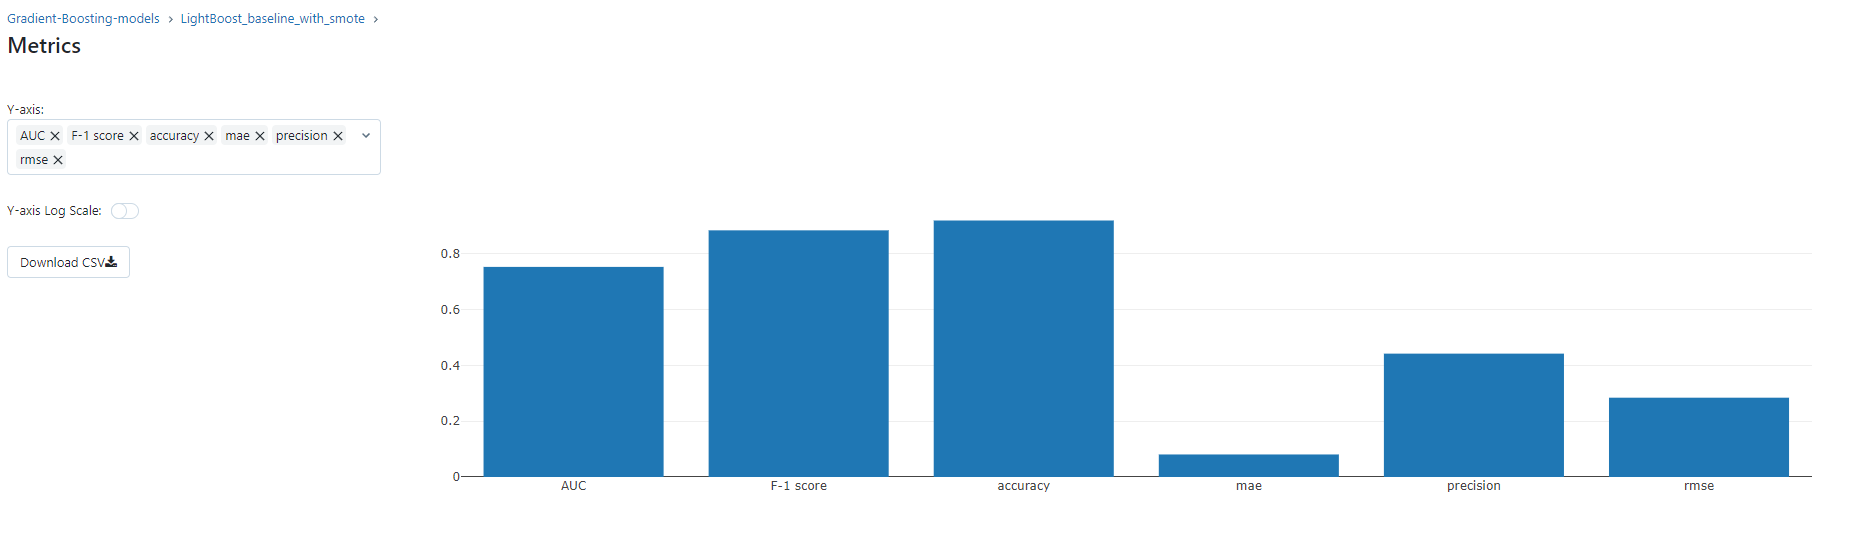 Gradient-Boosting-models › LightBoost_baseline_with_smote ›
Metrics
Y-axis:
AUC × F-1 score × accuracy × mae × precision ×
rmse ×
Y-axis Log Scale:
Download CSV
0.8
0.6
0.4
0.2
0
AUC F-1 score accuracy mae precision rmse